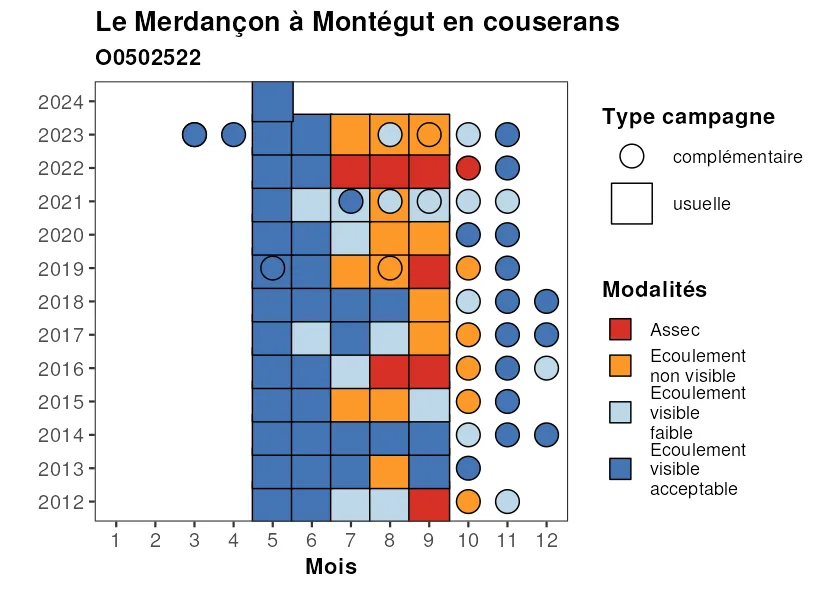 Le Merdançon à Montégut en couserans
O0502522
2024
2023
2022
2021
2020
2019
2018
2017
2016
2015
2014
2013
2012
1 2 3 4 5 6 7 8 9 10 11 12
Mois
Type campagne
complémentaire
usuelle
Modalités
Assec
Ecoulement
non visible
Ecoulement
visible
faible
Ecoulement
visible
acceptable